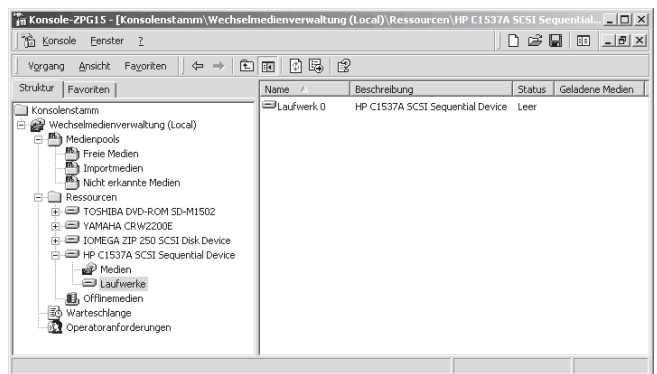 Konsole-ZPG15 - [Konsolenstamm\Wechselmedienverwaltung (Local)\Ressourcen\HP C1537A SCSI Sequential...
Konsole Fenster ?
Vorgang Ansicht Favoriten
Struktur Favoriten
Konsolenstamm
Wechselmedienverwaltung (Local)
Medienpools
Freie Medien
Importmedien
Nicht erkannte Medien
Ressourcen
TOSHIBA DVD-ROM SD-M1502
YAMAHA CRW2200E
IOMEGA ZIP 250 SCSI Disk Device
HP C1537A SCSI Sequential Device
Medien
Laufwerke
Offlinemedien
Warteschlange
Operatoranforderungen
Name Beschreibung Status Geladene Medien
Laufwerk 0 HP C1537A SCSI Sequential Device Leer